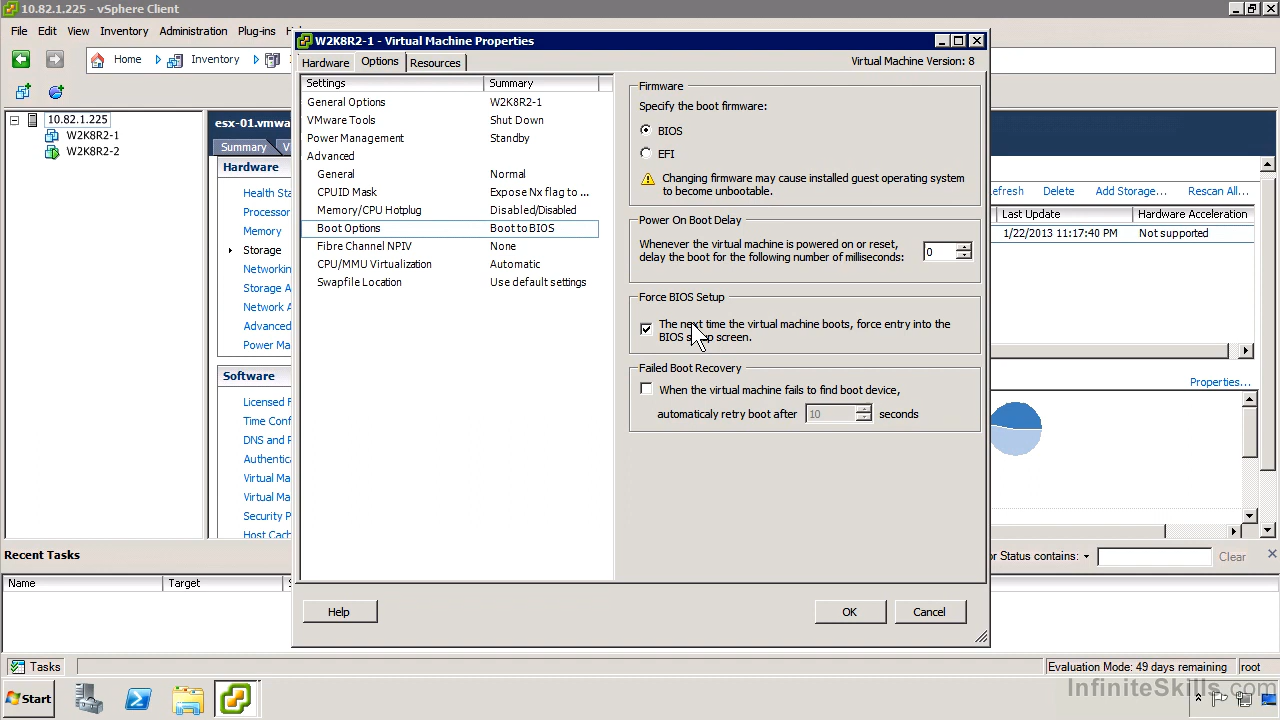 10.82.1.225 - vSphere Client
File Edit View Inventory Administration Plug-ins
Home Inventory
10.82.1.225
W2K8R2-1
W2K8R2-2
esx-01.vmwa
Summary
Hardware
Health Sta
Processor
Memory
Storage
Networkin
Storage A
Network A
Advanced
Power Ma
Software
Licensed F
Time Conf
DNS and R
Authentica
Virtual Ma
Virtual Ma
Security P
Host Cach
W2K8R2-1 - Virtual Machine Properties
Hardware Options Resources
Virtual Machine Version: 8
Settings Summary
General Options W2K8R2-1
VMware Tools Shut Down
Power Management Standby
Advanced
General Normal
CPUID Mask Expose Nx flag to ...
Memory/CPU Hotplug Disabled/Disabled
Boot Options Boot to BIOS
Fibre Channel NPIV None
CPU/MMU Virtualization Automatic
Swapfile Location Use default settings
Firmware
Specify the boot firmware:
BIOS
EFI
Changing firmware may cause installed guest operating system
to become unbootable.
Power On Boot Delay
Whenever the virtual machine is powered on or reset,
delay the boot for the following number of milliseconds:
0
Force BIOS Setup
The next time the virtual machine boots, force entry into the
BIOS setup screen.
Failed Boot Recovery
When the virtual machine fails to find boot device,
automaticaly retry boot after 10 seconds
Help OK Cancel
efresh Delete Add Storage... Rescan All...
Last Update Hardware Acceleration
1/22/2013 11:17:40 PM Not supported
Properties...
Recent Tasks
or Status contains: Clear
Name Target S
Tasks
Evaluation Mode: 49 days remaining root
Start
InfiniteSkills.com